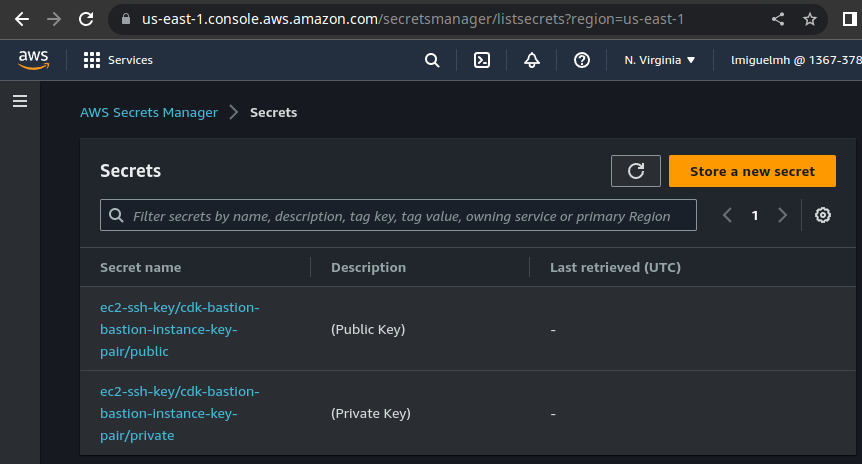 us-east-1.console.aws.amazon.com/secretsmanager/listsecrets?region=us-east-1
aws Services N. Virginia lmiguelmh @ 1367-378
AWS Secrets Manager Secrets
Secrets Store a new secret
Filter secrets by name, description, tag key, tag value, owning service or primary Region 1
Secret name Description Last retrieved (UTC)
ec2-ssh-key/cdk-bastion-
bastion-instance-key- (Public Key) -
pair/public
ec2-ssh-key/cdk-bastion-
bastion-instance-key- (Private Key) -
pair/private